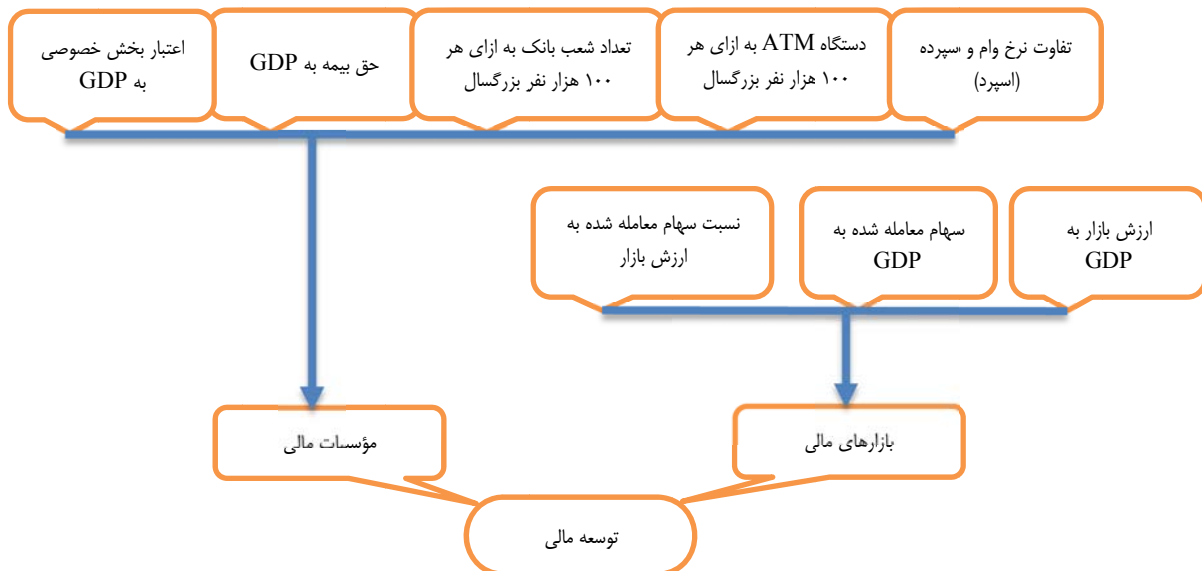 تفاوت نرخ وام و سپرده
(اسپرد)
دستگاه ATM به ازای هر
۱۰۰ هزار نفر بزرگسال
تعداد شعب بانک به ازای هر
۱۰۰ هزار نفر بزرگسال
حق بیمه به GDP
اعتبار بخش خصوصی
به GDP
ارزش بازار به
GDP
سهام معامله شده به
GDP
نسبت سهام معامله شده به
ارزش بازار
بازارهای مالی
مؤسسات مالی
توسعه مالی